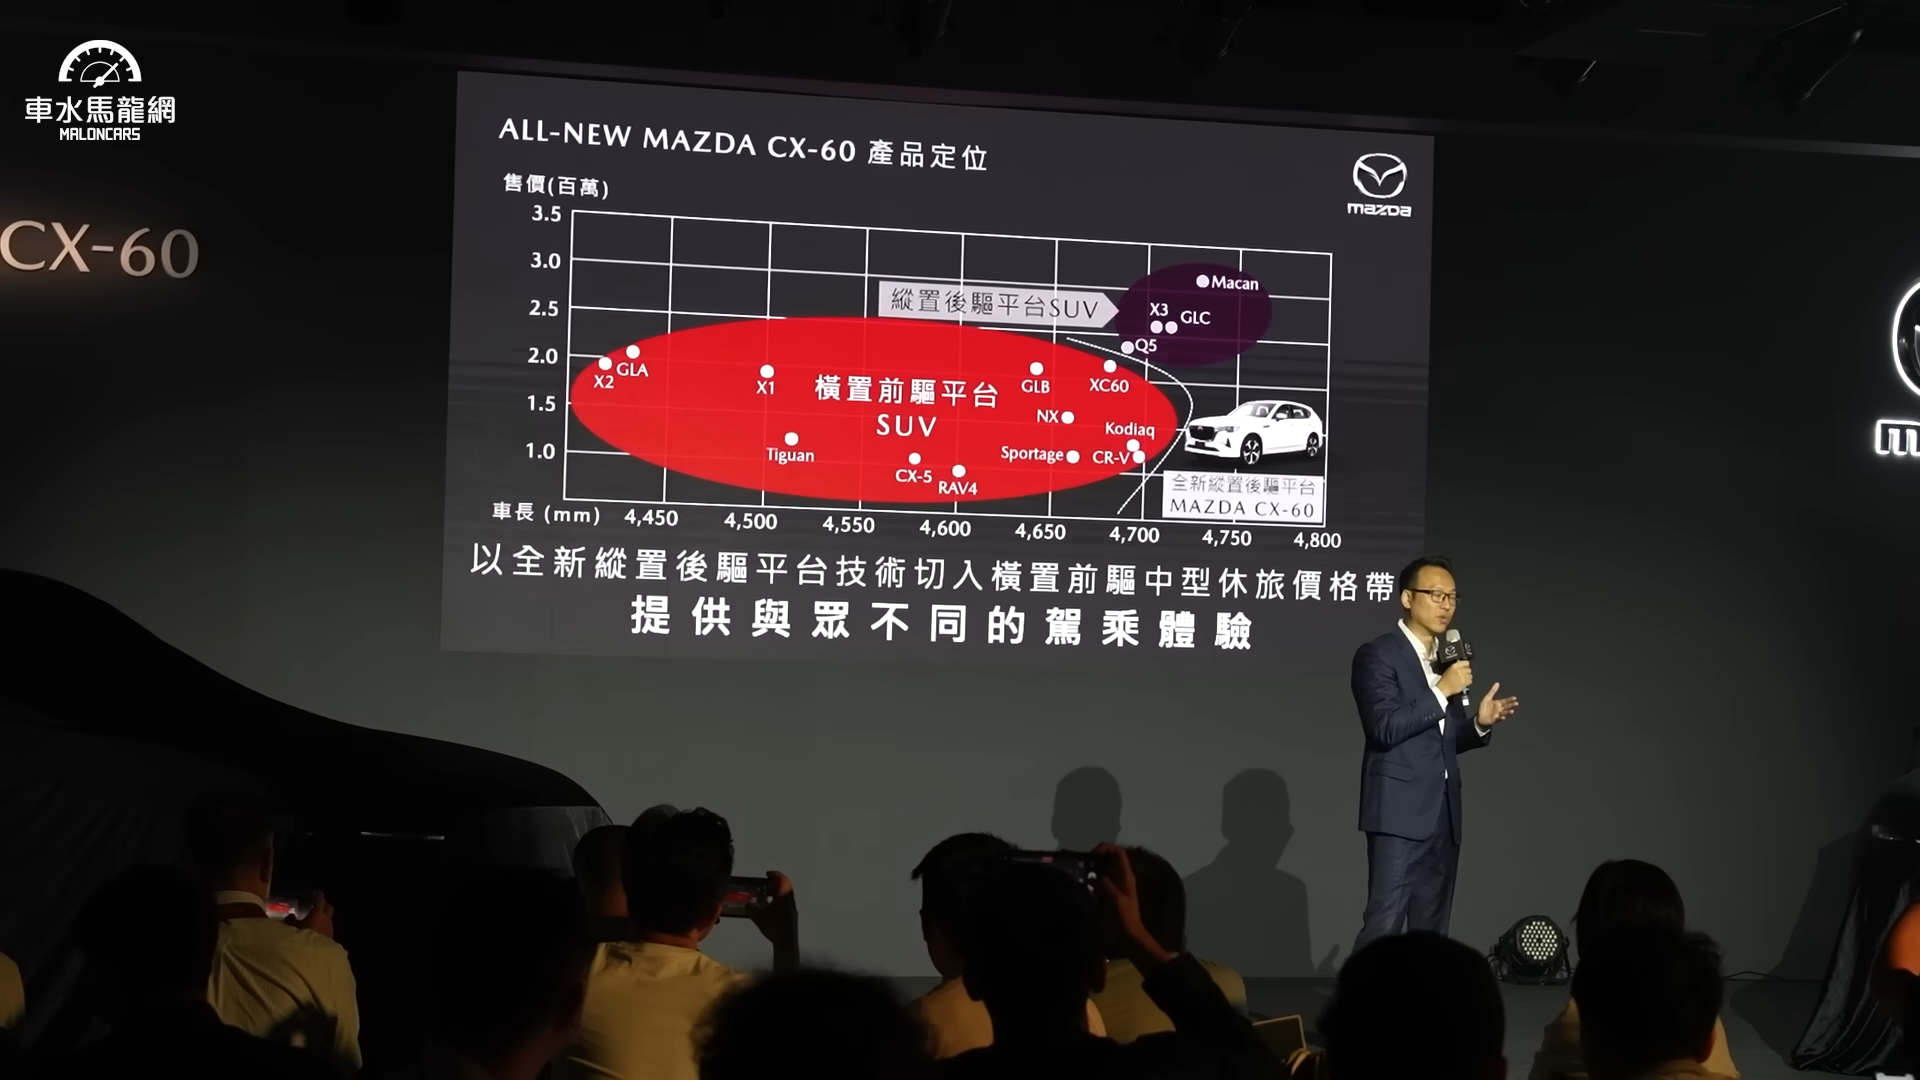 車水馬龍網
MALONCARS
CX-60
ALL-NEW MAZDA CX-60 產品定位
mazda
售價(百萬)
3.5
3.0
2.5
2.0
1.5
1.0
縱置後驅平台SUV
Macan
X3
GLC
Q5
X2
GLA
X1
橫置前驅平台
SUV
GLB
XC60
NX
Kodiaq
Tiguan
CX-5
RAV4
Sportage
CR-V
全新縱置後驅平台
MAZDA CX-60
車長 (mm)
4,450
4,500
4,550
4,600
4,650
4,700
4,750
4,800
以全新縱置後驅平台技術切入橫置前驅中型休旅價格帶
提供與眾不同的駕乘體驗